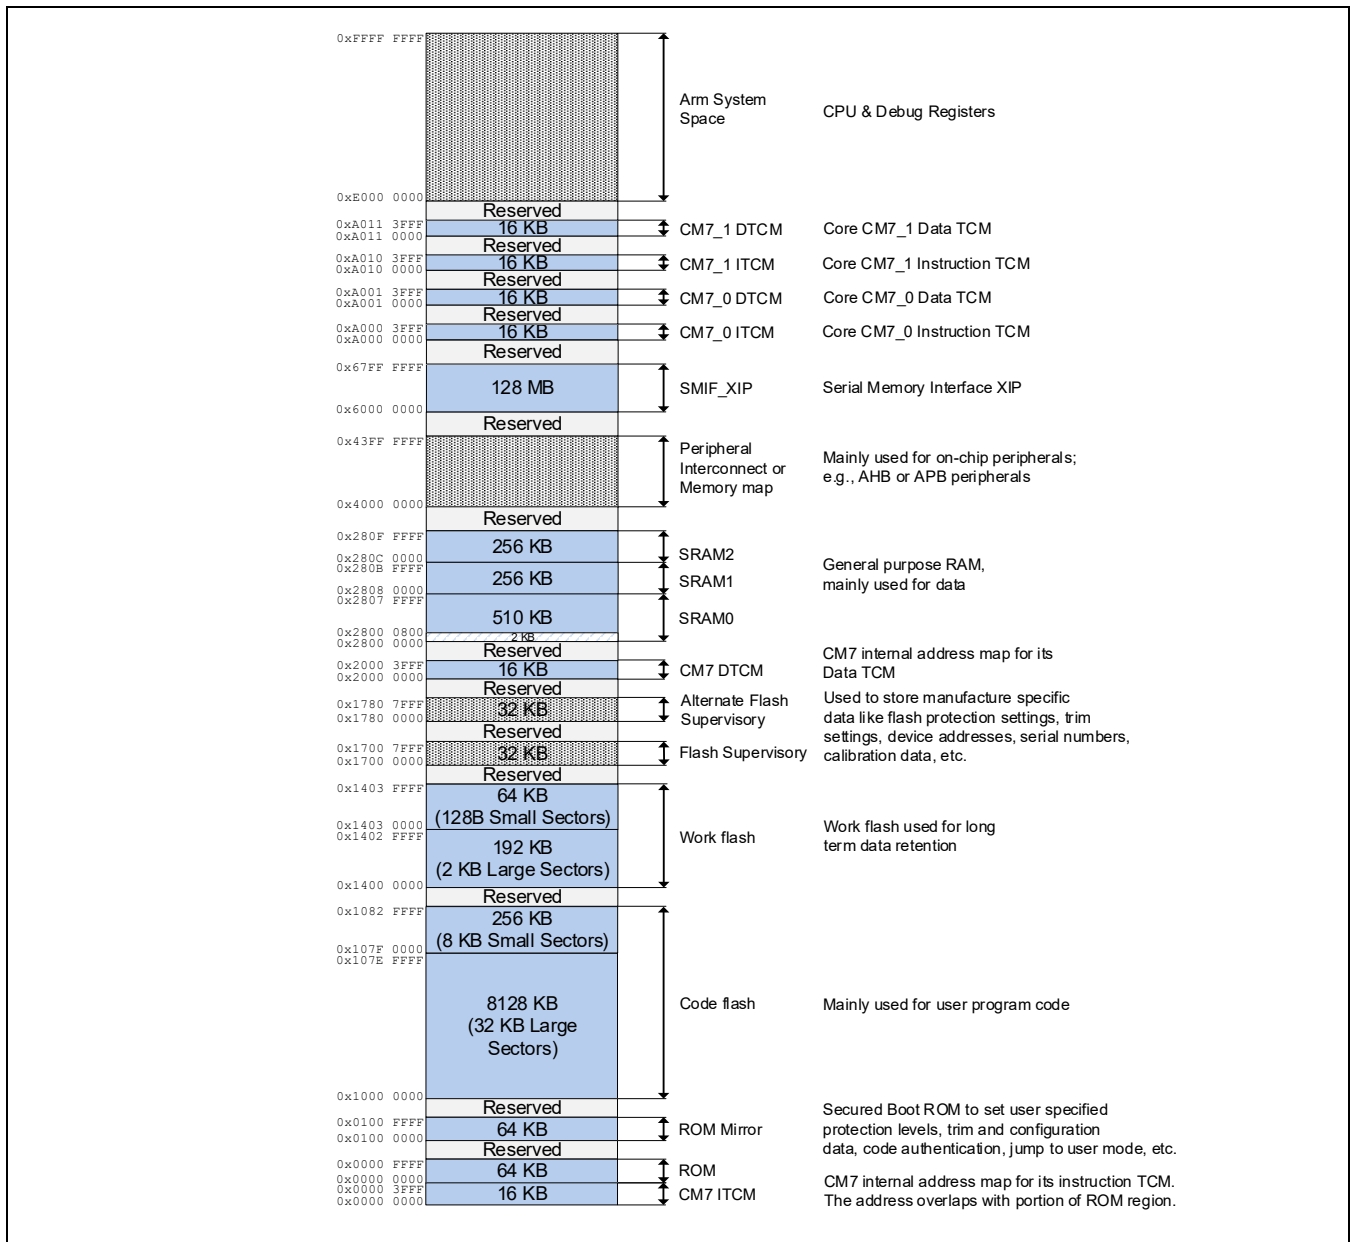 0xFFFF FFFF
Arm System
Space
CPU & Debug Registers
0xE000 0000
Reserved
0xA011 3FFF
16 KB
CM7_1 DTCM
Core CM7_1 Data TCM
0xA011 0000
Reserved
0xA010 3FFF
16 KB
CM7_1 ITCM
Core CM7_1 Instruction TCM
0xA010 0000
Reserved
0xA001 3FFF
16 KB
CM7_0 DTCM
Core CM7_0 Data TCM
0xA001 0000
Reserved
0xA000 3FFF
16 KB
CM7_0 ITCM
Core CM7_0 Instruction TCM
0xA000 0000
Reserved
0x67FF FFFF
128 MB
SMIF_XIP
Serial Memory Interface XIP
0x6000 0000
Reserved
0x43FF FFFF
Peripheral
Interconnect or
Memory map
Mainly used for on-chip peripherals;
e.g., AHB or APB peripherals
0x4000 0000
Reserved
0x280F FFFF
256 KB
SRAM2
0x280C 0000
0x280B FFFF
256 KB
SRAM1
General purpose RAM,
mainly used for data
0x2808 0000
0x2807 FFFF
510 KB
SRAM0
0x2800 0800
2 KB
0x2800 0000
Reserved
0x2000 3FFF
16 KB
CM7 DTCM
CM7 internal address map for its
Data TCM
0x2000 0000
Reserved
0x1780 7FFF
32 KB
Alternate Flash
Supervisory
0x1780 0000
Reserved
Used to store manufacture specific
data like flash protection settings, trim
settings, device addresses, serial numbers,
calibration data, etc.
0x1700 7FFF
32 KB
Flash Supervisory
0x1700 0000
Reserved
0x1403 FFFF
64 KB
(128B Small Sectors)
0x1403 0000
0x1402 FFFF
Work flash
Work flash used for long
term data retention
192 KB
(2 KB Large Sectors)
0x1400 0000
Reserved
0x1082 FFFF
256 KB
(8 KB Small Sectors)
0x107F 0000
0x107E FFFF
8128 KB
(32 KB Large
Sectors)
Code flash
Mainly used for user program code
0x1000 0000
Reserved
0x0100 FFFF
64 KB
ROM Mirror
0x0100 0000
Secured Boot ROM to set user specified
protection levels, trim and configuration
data, code authentication, jump to user mode, etc.
Reserved
0x0000 FFFF
64 KB
ROM
0x0000 0000
0x0000 3FFF
16 KB
CM7 ITCM
0x0000 0000
CM7 internal address map for its instruction TCM.
The address overlaps with portion of ROM region.